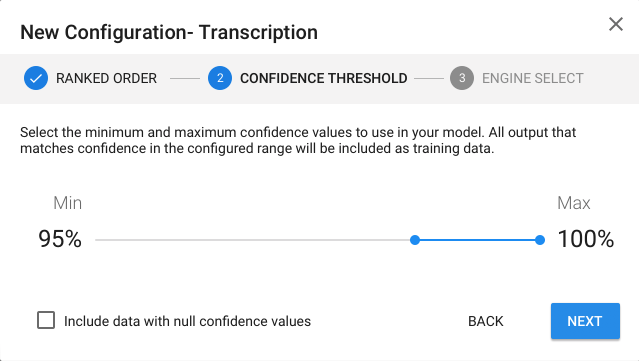 New Configuration- Transcription
RANKED ORDER
2 CONFIDENCE THRESHOLD
3 ENGINE SELECT
Select the minimum and maximum confidence values to use in your model. All output that
matches confidence in the configured range will be included as training data.
Min
Max
95%
100%
Include data with null confidence values
BACK
NEXT